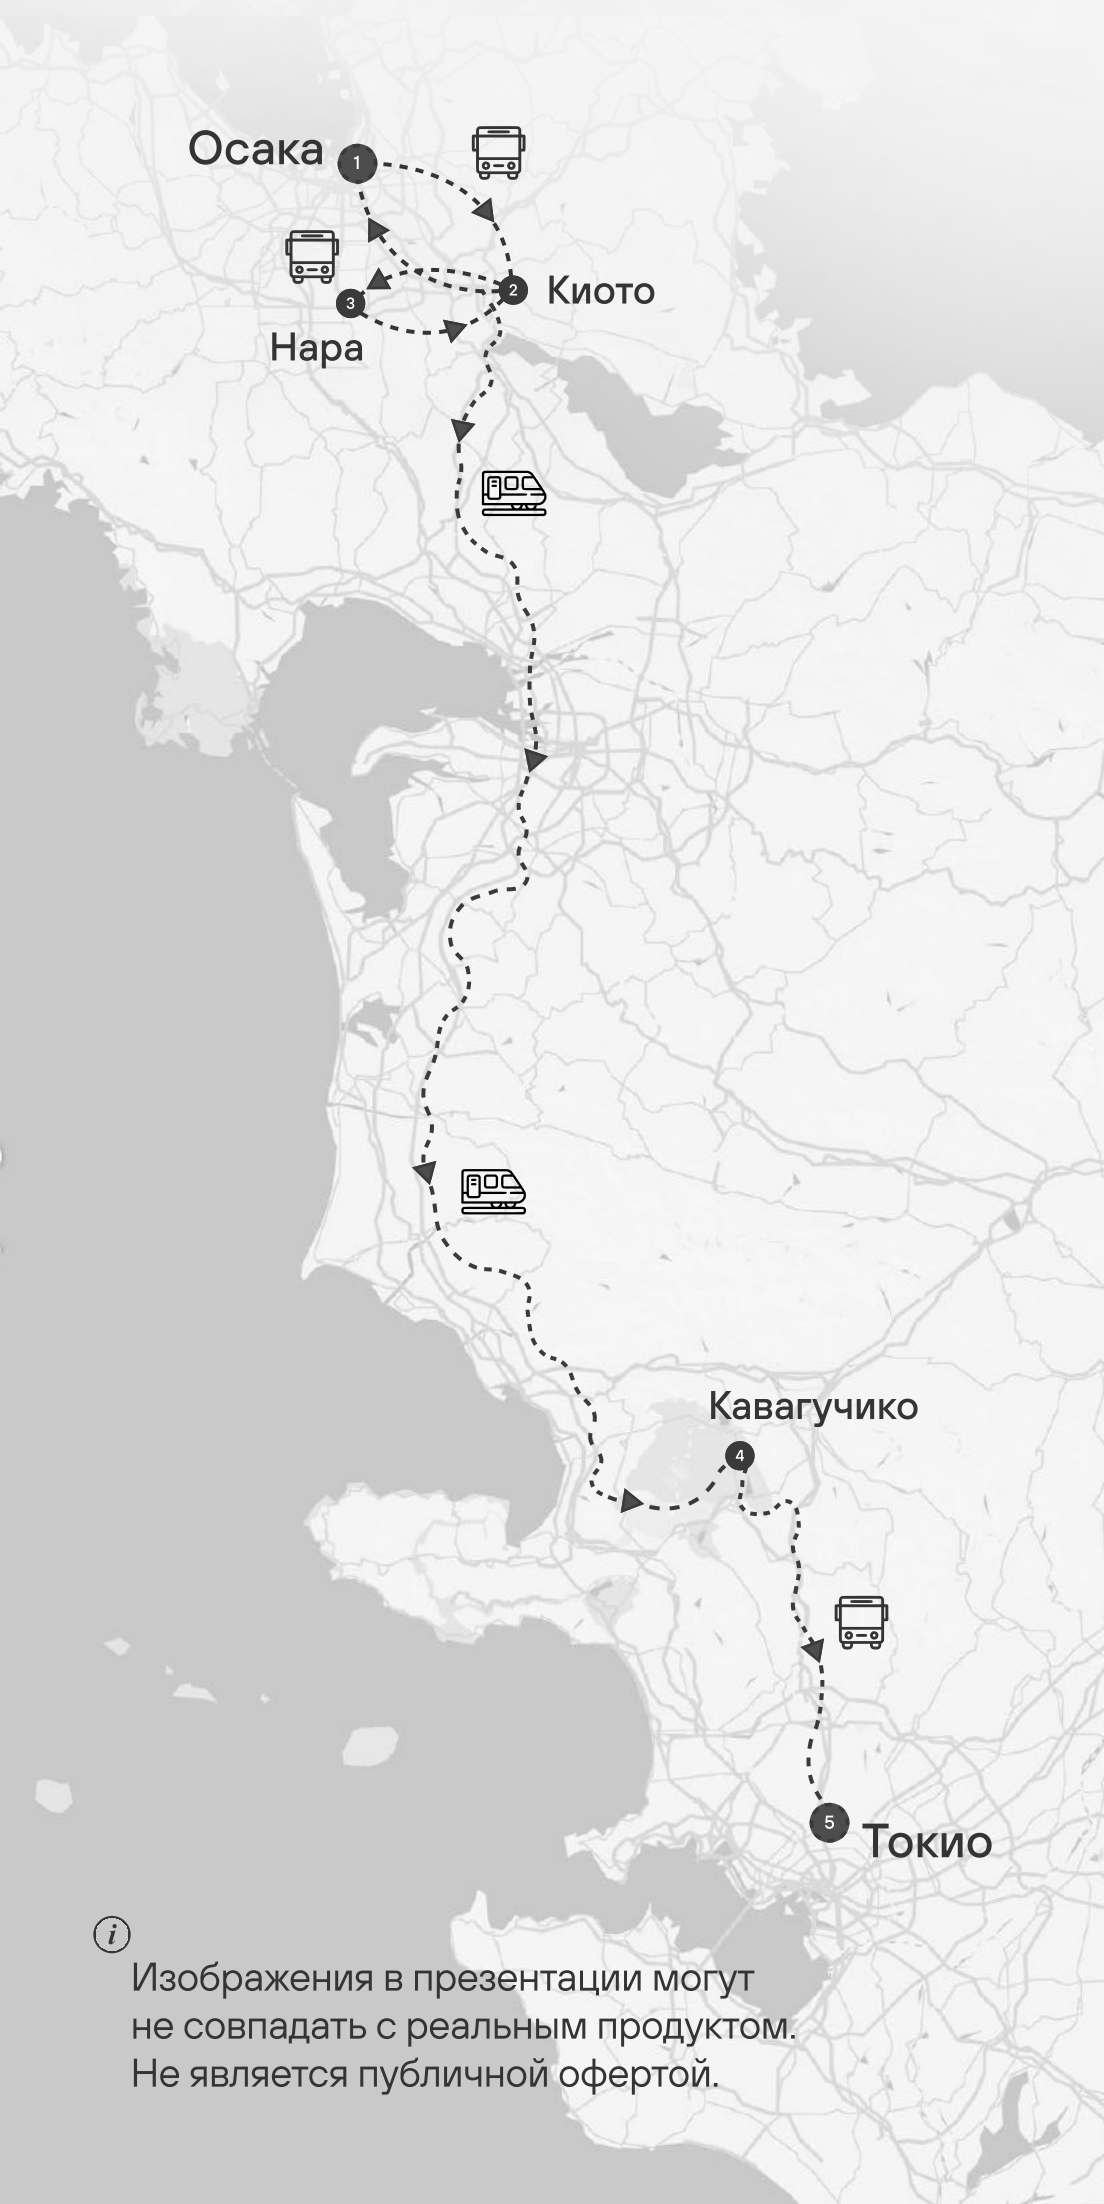 Осака
1
2
Киото
3
Нара
Кавагучико
4
5
Токио
i
Изображения в презентации могут
не совпадать с реальным продуктом.
Не является публичной офертой.